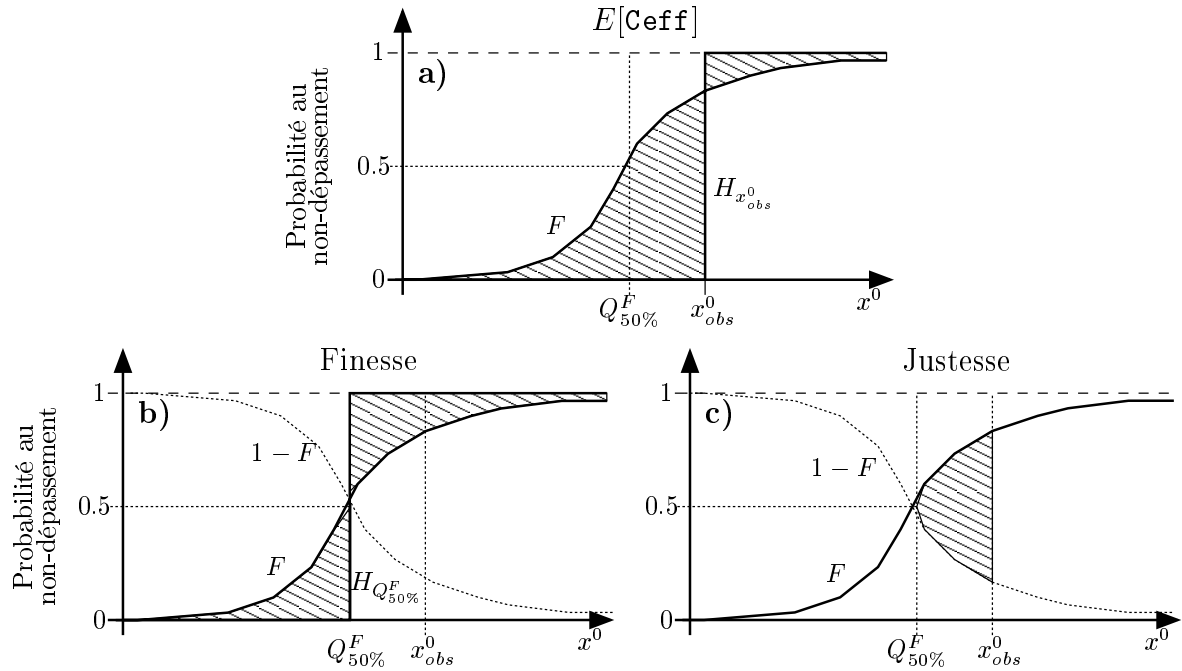 E[Ceff]
a)
Probabilité au
non-dépassement
1
0.5
0
F
H_{x^0_{obs}}
Q^F_{50%}
x^0_{obs}
x^0
Finesse
b)
Probabilité au
non-dépassement
1
0.5
0
1 − F
F
H_{Q^F_{50%}}
Q^F_{50%}
x^0_{obs}
x^0
Justesse
c)
1
0.5
0
1 − F
F
Q^F_{50%}
x^0_{obs}
x^0